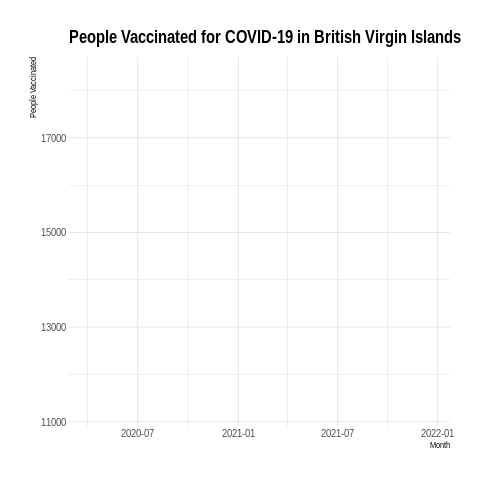 People Vaccinated for COVID-19 in British Virgin Islands
People Vaccinated
17000
15000
13000
11000
2020-07 2021-01 2021-07 2022-01
Month